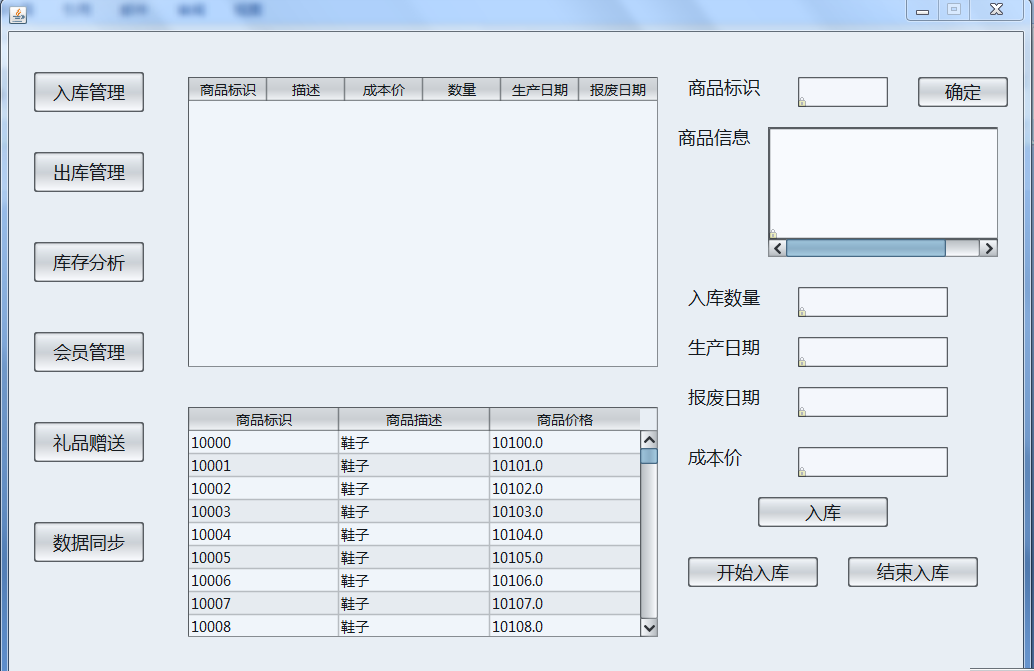 入库管理
出库管理
库存分析
会员管理
礼品赠送
数据同步
商品标识 描述 成本价 数量 生产日期 报废日期
商品标识 商品描述 商品价格
10000 鞋子 10100.0
10001 鞋子 10101.0
10002 鞋子 10102.0
10003 鞋子 10103.0
10004 鞋子 10104.0
10005 鞋子 10105.0
10006 鞋子 10106.0
10007 鞋子 10107.0
10008 鞋子 10108.0
商品标识 确定
商品信息
入库数量
生产日期
报废日期
成本价
入库
开始入库 结束入库